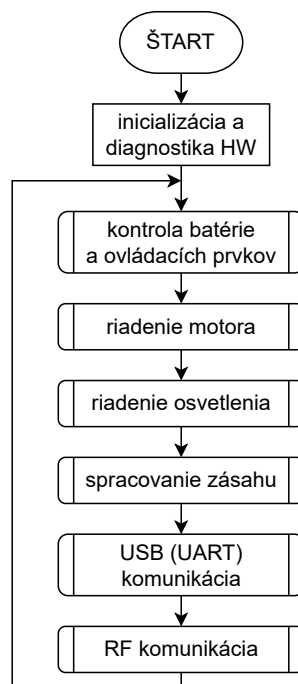 ŠTART
inicializácia a
diagnostika HW
kontrola batérie
a ovládacích prvkov
riadenie motora
riadenie osvetlenia
spracovanie zásahu
USB (UART)
komunikácia
RF komunikácia